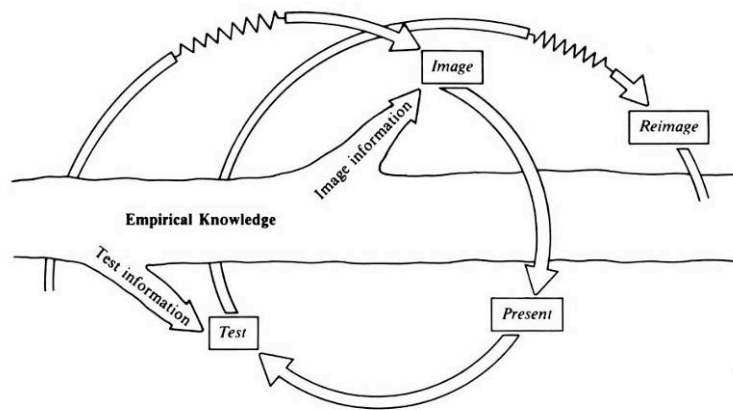 Image
Reimage
Image information
Empirical Knowledge
Test information
Present
Test